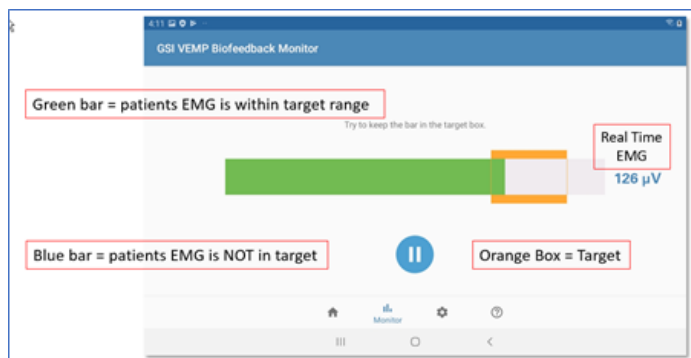 4:11
GSI VEMP Biofeedback Monitor
Green bar = patients EMG is within target range
Try to keep the bar in the target box.
Real Time
EMG
126 μV
Blue bar = patients EMG is NOT in target
Orange Box = Target
Monitor